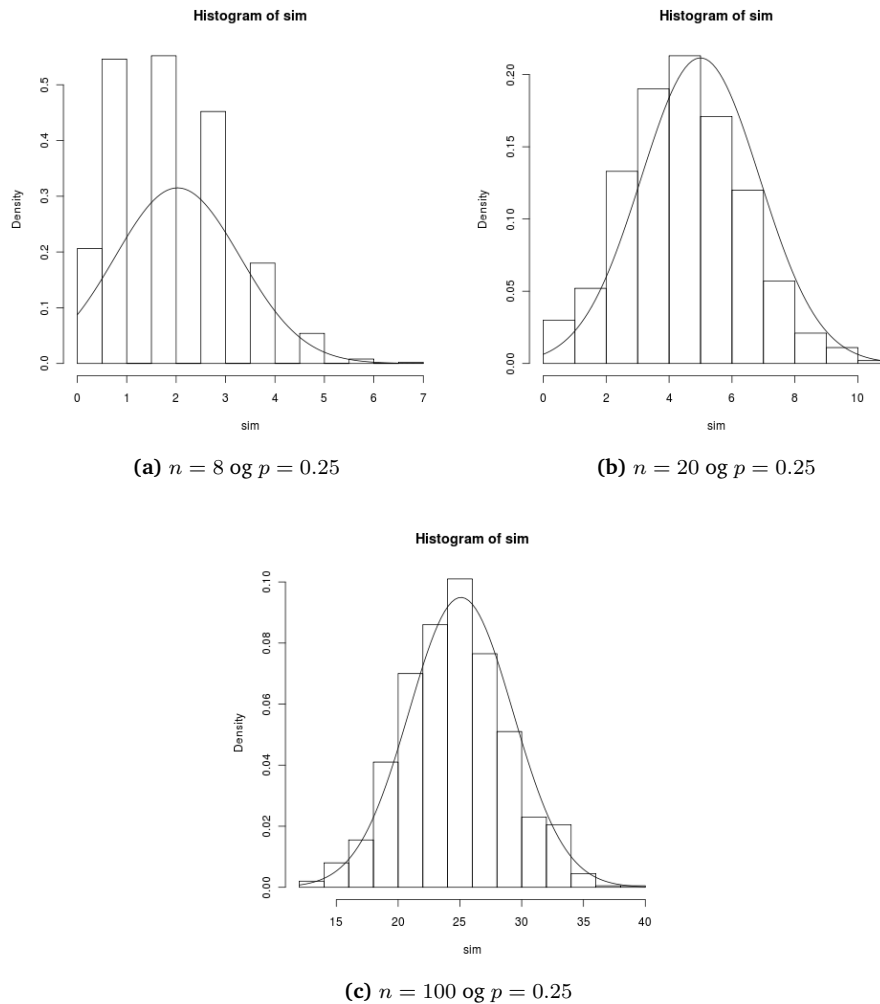 Histogram of sim
Density
0.0 0.1 0.2 0.3 0.4 0.5
0 1 2 3 4 5 6 7
sim
(a) n = 8 og p = 0.25
Histogram of sim
Density
0.00 0.05 0.10 0.15 0.20
0 2 4 6 8 10
sim
(b) n = 20 og p = 0.25
Histogram of sim
Density
0.00 0.02 0.04 0.06 0.08 0.10
15 20 25 30 35 40
sim
(c) n = 100 og p = 0.25